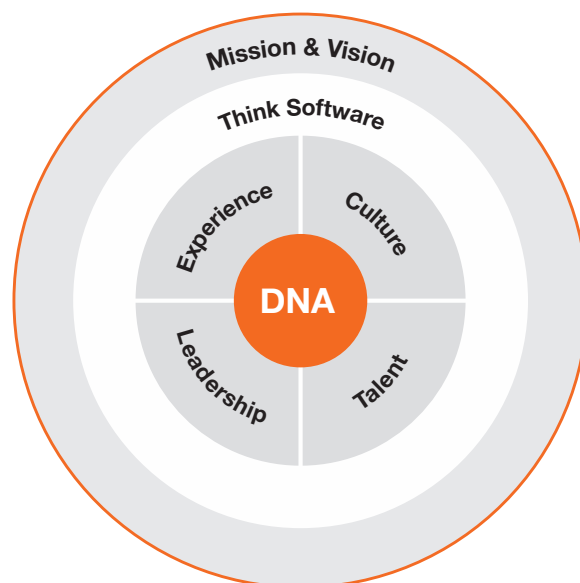 Mission & Vision
Think Software
Experience
Culture
DNA
Leadership
Talent